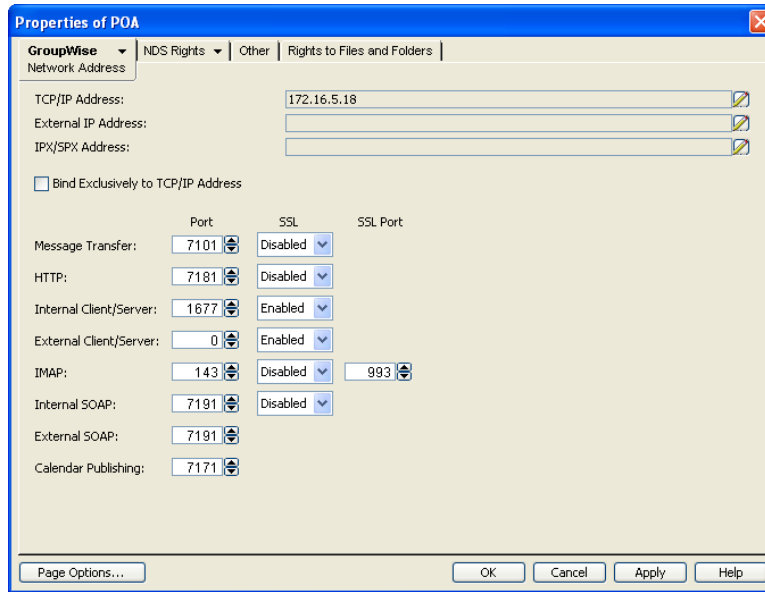 Properties of POA
GroupWise NDS Rights Other Rights to Files and Folders
Network Address
TCP/IP Address: 172.16.5.18
External IP Address:
IPX/SPX Address:
Bind Exclusively to TCP/IP Address
Port SSL SSL Port
Message Transfer: 7101 Disabled
HTTP: 7181 Disabled
Internal Client/Server: 1677 Enabled
External Client/Server: 0 Enabled
IMAP: 143 Disabled 993
Internal SOAP: 7191 Disabled
External SOAP: 7191
Calendar Publishing: 7171
Page Options... OK Cancel Apply Help